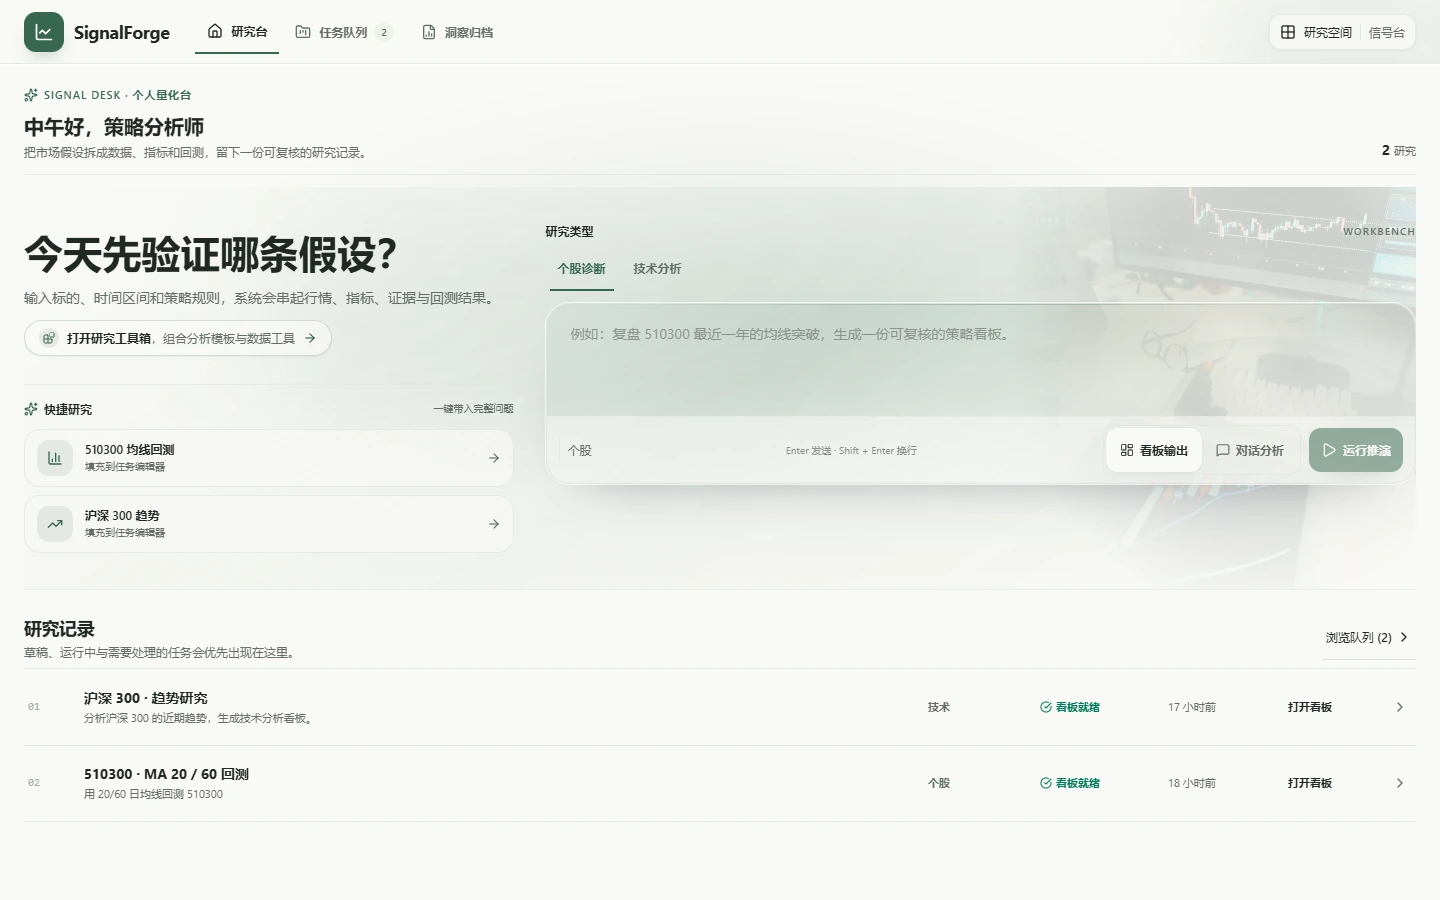 SignalForge
研究台
任务队列 2
洞察归档
研究空间
信号台
SIGNAL DESK · 个人量化台
中午好，策略分析师
把市场假设拆成数据、指标和回测，留下一份可复核的研究记录。
2 研究
今天先验证哪条假设？
输入标的、时间区间和策略规则，系统会串起行情、指标、证据与回测结果。
打开研究工具箱，组合分析模板与数据工具
快捷研究
一键带入完整问题
510300 均线回测
填充到任务编辑器
沪深 300 趋势
填充到任务编辑器
研究类型
WORKBENCH
个股诊断
技术分析
例如：复盘 510300 最近一年的均线突破，生成一份可复核的策略看板。
个股
Enter 发送 · Shift + Enter 换行
看板输出
对话分析
运行推演
研究记录
草稿、运行中与需要处理的任务会优先出现在这里。
浏览队列 (2)
01
沪深 300 · 趋势研究
分析沪深 300 的近期趋势，生成技术分析看板。
技术
看板就绪
17 小时前
打开看板
02
510300 · MA 20 / 60 回测
用 20/60 日均线回测 510300
个股
看板就绪
18 小时前
打开看板